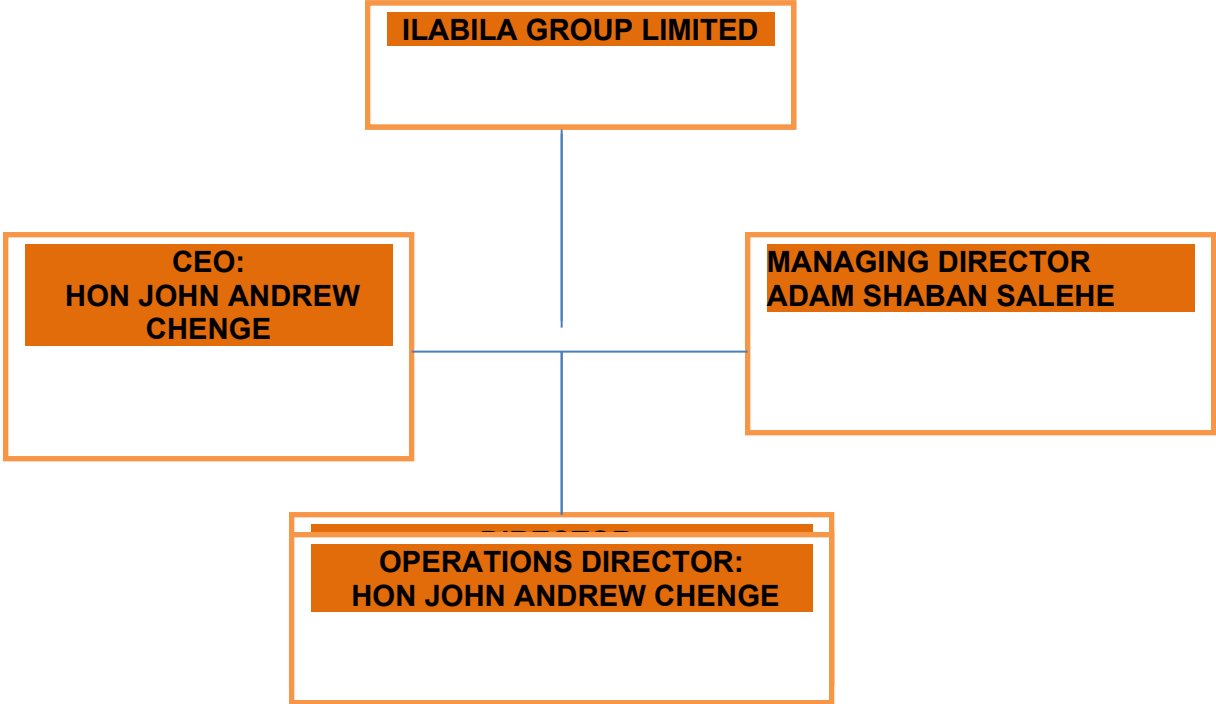 ILABILA GROUP LIMITED
CEO:
HON JOHN ANDREW
CHENGE
MANAGING DIRECTOR
ADAM SHABAN SALEHE
OPERATIONS DIRECTOR:
HON JOHN ANDREW CHENGE